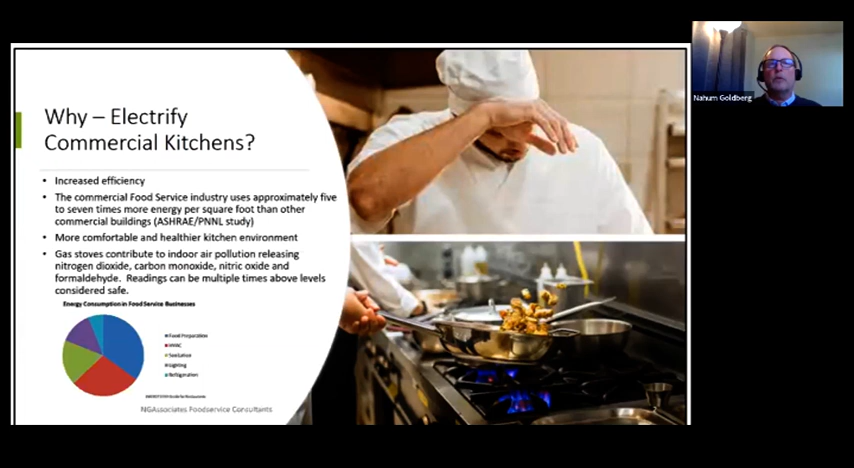 Why – Electrify
Commercial Kitchens?
• Increased efficiency
• The commercial Food Service industry uses approximately five
to seven times more energy per square foot than other
commercial buildings (ASHRAE/PNNL study)
• More comfortable and healthier kitchen environment
• Gas stoves contribute to indoor air pollution releasing
nitrogen dioxide, carbon monoxide, nitric oxide and
formaldehyde. Readings can be multiple times above levels
considered safe.
Energy Consumption in Food Service Businesses
Food Preparation
HVAC
Sanitation
Lighting
Refrigeration
NGAssociates Foodservice Consultants
Nahum Goldberg